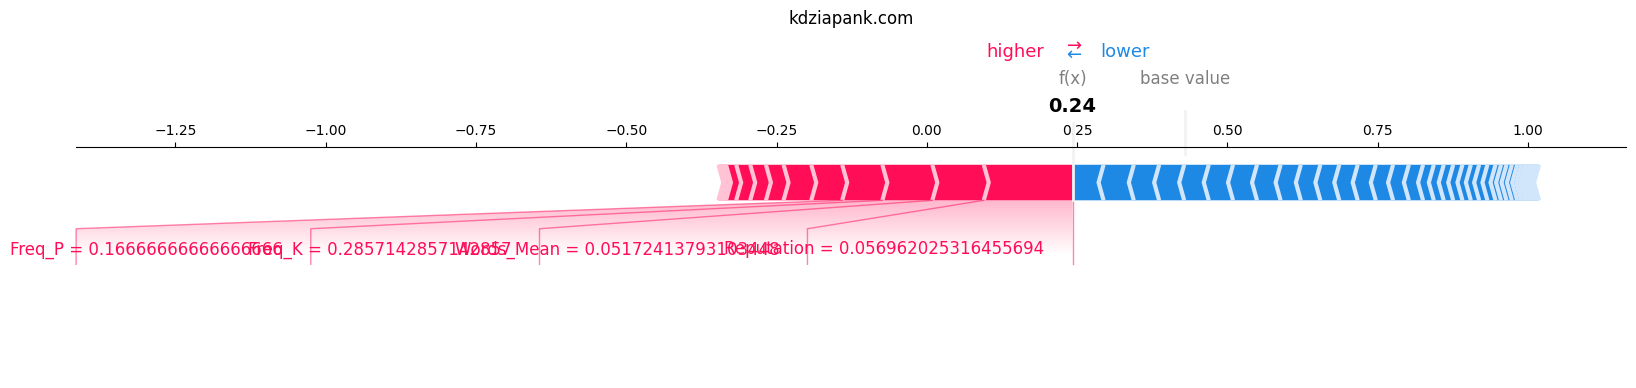 kdziapank.com
higher ⇄ lower
f(x) base value
0.24
−1.25 −1.00 −0.75 −0.50 −0.25 0.00 0.25 0.50 0.75 1.00
Freq_P = 0.16666666666666666 Freq_K = 0.2857142857142857 Words_Mean = 0.05172413793103448 Reputation = 0.056962025316455694